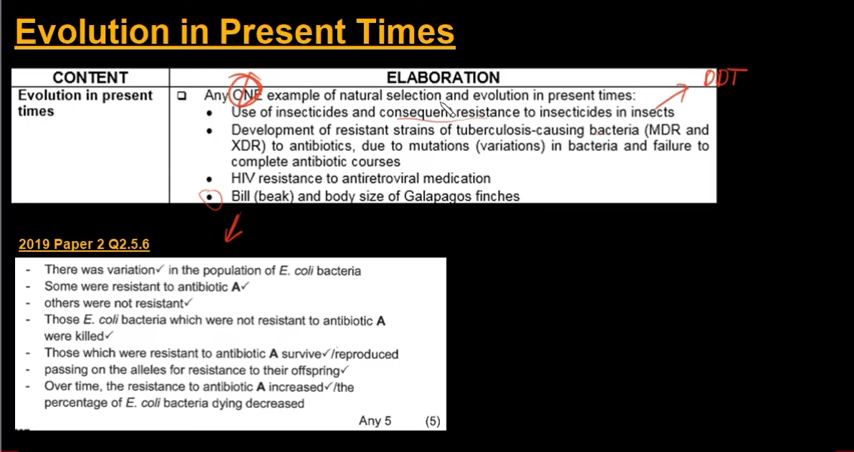 Evolution in Present Times
CONTENT ELABORATION
DDT
Evolution in present Any ONE example of natural selection and evolution in present times:
times • Use of insecticides and consequent resistance to insecticides in insects
• Development of resistant strains of tuberculosis-causing bacteria (MDR and
XDR) to antibiotics, due to mutations (variations) in bacteria and failure to
complete antibiotic courses
• HIV resistance to antiretroviral medication
• Bill (beak) and body size of Galapagos finches
2019 Paper 2 Q2.5.6
- There was variation✓ in the population of E. coli bacteria
- Some were resistant to antibiotic A✓
- others were not resistant✓
- Those E. coli bacteria which were not resistant to antibiotic A
were killed✓
- Those which were resistant to antibiotic A survive✓/reproduced
- passing on the alleles for resistance to their offspring✓
- Over time, the resistance to antibiotic A increased✓/the
percentage of E. coli bacteria dying decreased
Any 5 (5)